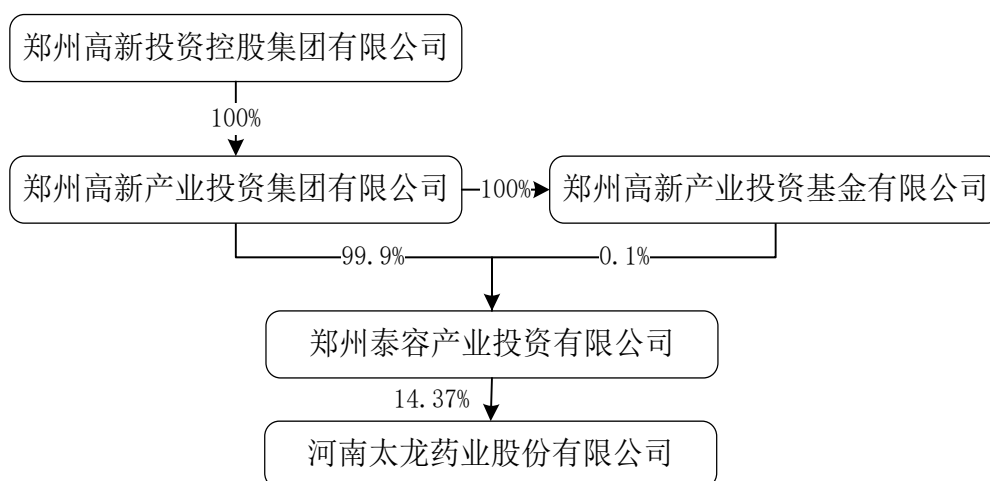 郑州高新投资控股集团有限公司
100%
郑州高新产业投资集团有限公司
100%
郑州高新产业投资基金有限公司
99.9%
0.1%
郑州泰容产业投资有限公司
14.37%
河南太龙药业股份有限公司